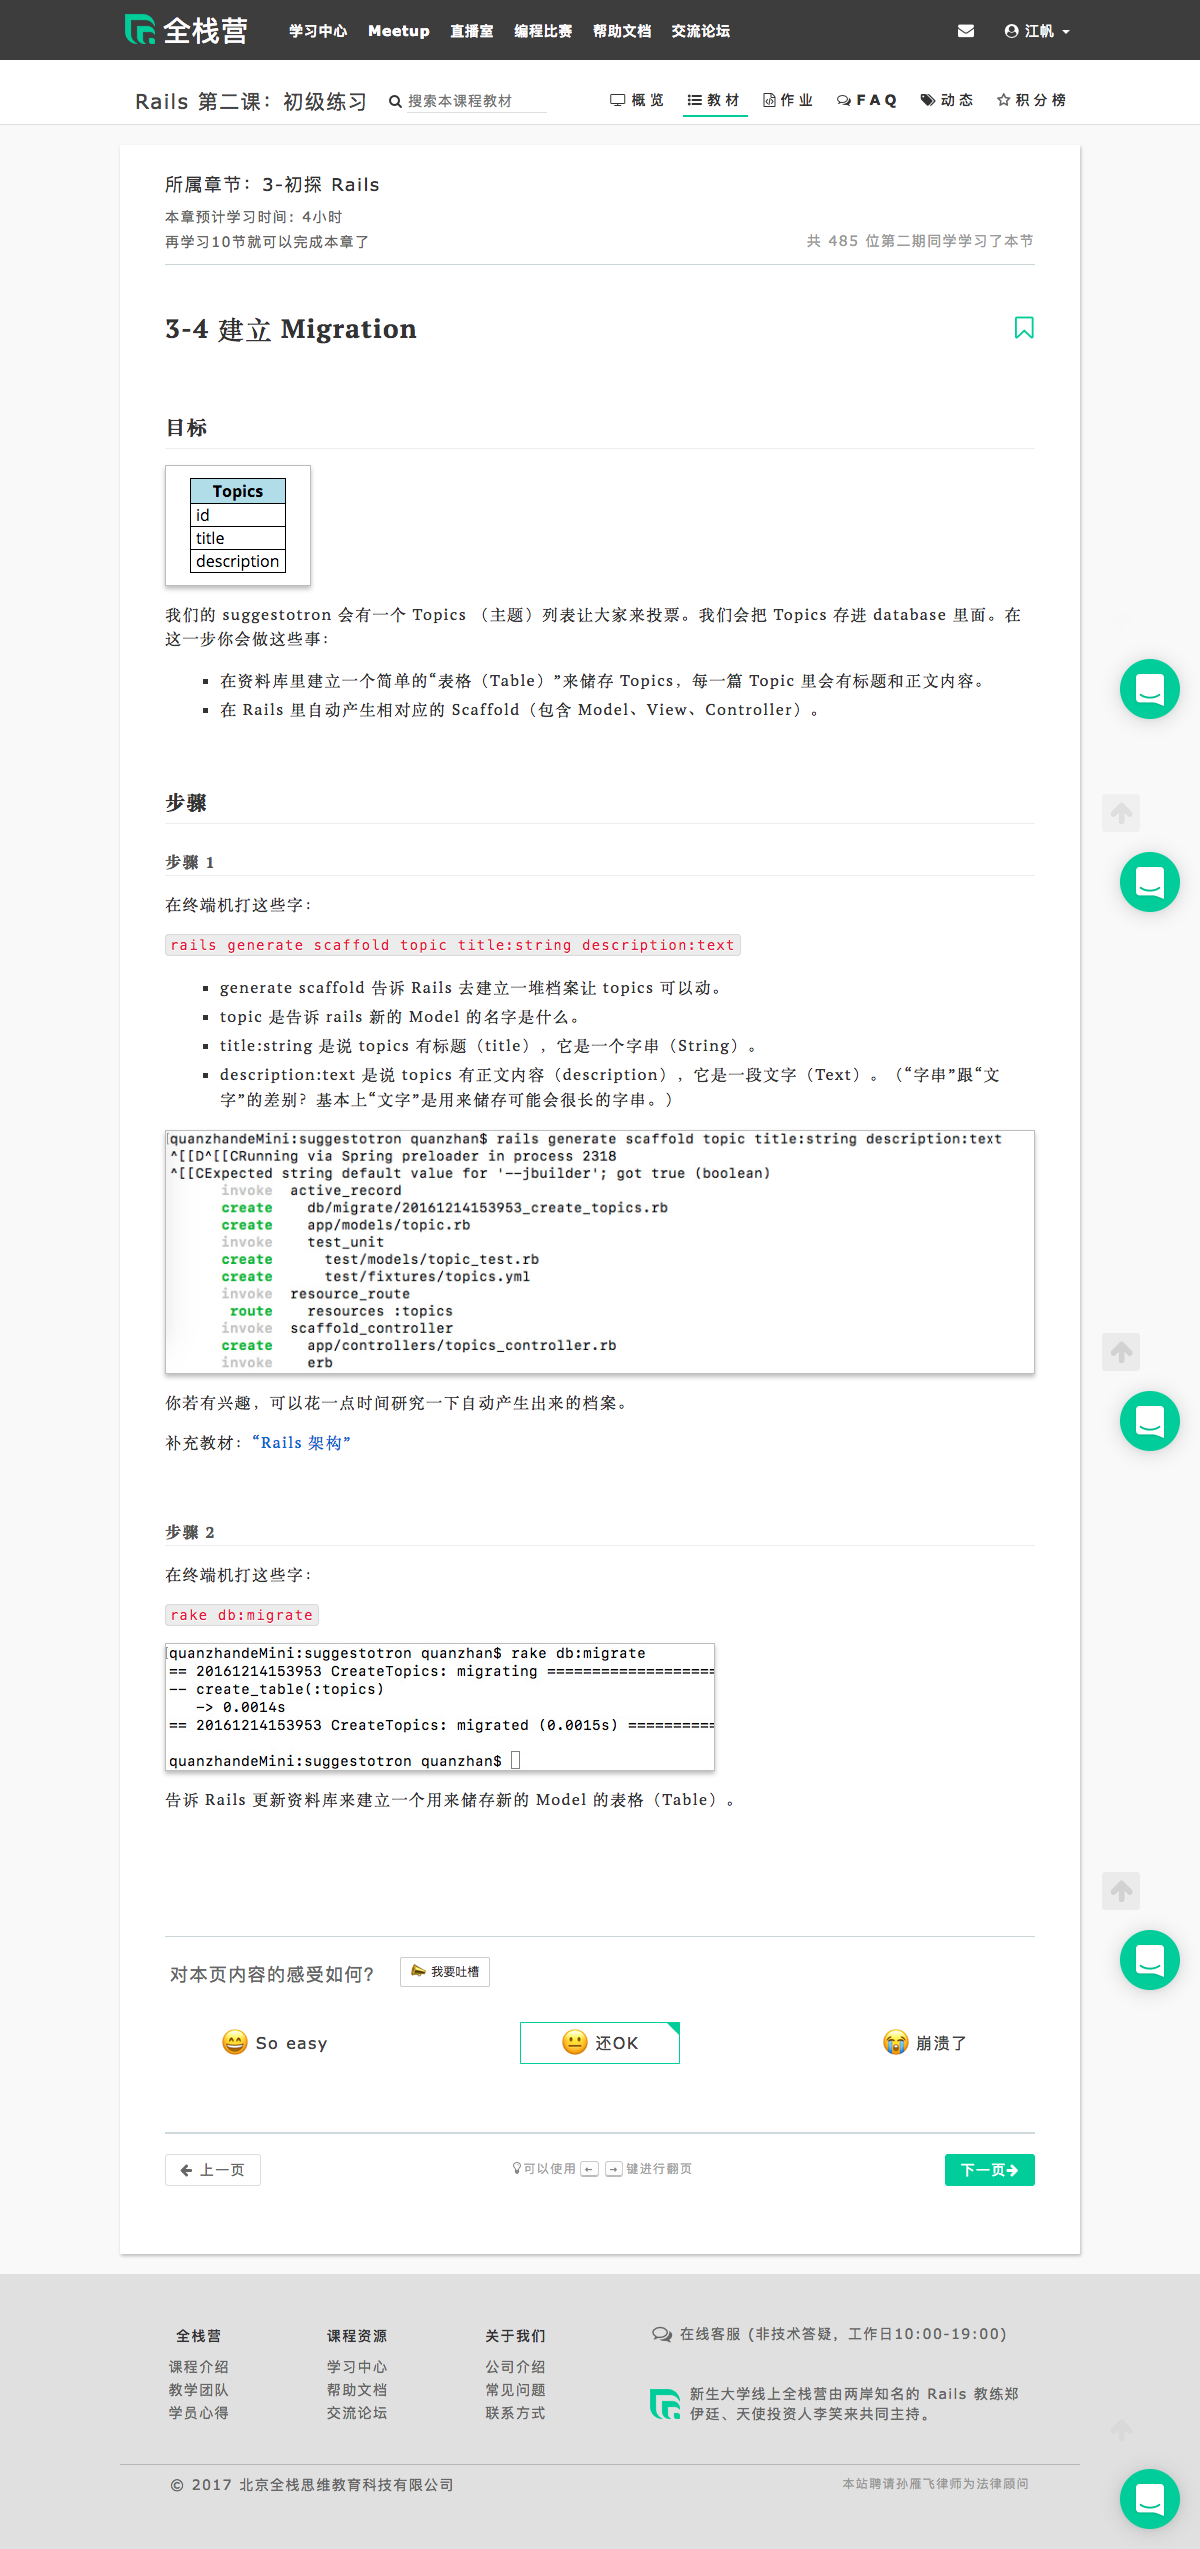 全栈营 学习中心 Meetup 直播室 编程比赛 帮助文档 交流论坛 江帆
Rails 第二课：初级练习 搜索本课程教材 概览 教材 作业 FAQ 动态 积分榜
所属章节：3-初探 Rails
本章预计学习时间：4小时
再学习10节就可以完成本章了 共 485 位第二期同学学习了本节
3-4 建立 Migration
目标
Topics
id
title
description
我们的 suggestotron 会有一个 Topics （主题）列表让大家来投票。我们会把 Topics 存进 database 里面。在
这一步你会做这些事：
▪ 在资料库里建立一个简单的“表格（Table）”来储存 Topics，每一篇 Topic 里会有标题和正文内容。
▪ 在 Rails 里自动产生相对应的 Scaffold（包含 Model、View、Controller）。
步骤
步骤 1
在终端机打这些字：
rails generate scaffold topic title:string description:text
▪ generate scaffold 告诉 Rails 去建立一堆档案让 topics 可以动。
▪ topic 是告诉 rails 新的 Model 的名字是什么。
▪ title:string 是说 topics 有标题（title），它是一个字串（String）。
▪ description:text 是说 topics 有正文内容（description），它是一段文字（Text）。（“字串”跟“文
字”的差别？基本上“文字”是用来储存可能会很长的字串。）
[quanzhandeMini:suggestotron quanzhan$ rails generate scaffold topic title:string description:text
^[[D^[[CRunning via Spring preloader in process 2318
^[[CExpected string default value for '--jbuilder'; got true (boolean)
invoke active_record
create db/migrate/20161214153953_create_topics.rb
create app/models/topic.rb
invoke test_unit
create test/models/topic_test.rb
create test/fixtures/topics.yml
invoke resource_route
route resources :topics
invoke scaffold_controller
create app/controllers/topics_controller.rb
invoke erb
你若有兴趣，可以花一点时间研究一下自动产生出来的档案。
补充教材：“Rails 架构”
步骤 2
在终端机打这些字：
rake db:migrate
[quanzhandeMini:suggestotron quanzhan$ rake db:migrate
== 20161214153953 CreateTopics: migrating ===================
-- create_table(:topics)
-> 0.0014s
== 20161214153953 CreateTopics: migrated (0.0015s) ==========
quanzhandeMini:suggestotron quanzhan$
告诉 Rails 更新资料库来建立一个用来储存新的 Model 的表格（Table）。
对本页内容的感受如何？ 我要吐槽
So easy 还OK 崩溃了
← 上一页 可以使用 ← → 键进行翻页 下一页→
全栈营 课程资源 关于我们 在线客服 (非技术答疑，工作日10:00-19:00)
课程介绍 学习中心 公司介绍
教学团队 帮助文档 常见问题 新生大学线上全栈营由两岸知名的 Rails 教练郑
学员心得 交流论坛 联系方式 伊廷、天使投资人李笑来共同主持。
© 2017 北京全栈思维教育科技有限公司 本站聘请孙雁飞律师为法律顾问